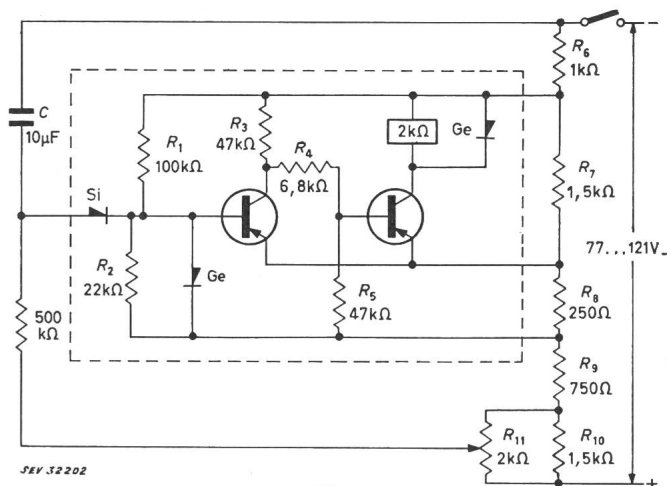 −
R6
1kΩ
C
10µF
R1
100kΩ
R3
47kΩ
R4
6,8kΩ
2kΩ
Ge
R7
1,5kΩ
Si
77...121V_
R2
22kΩ
Ge
R5
47kΩ
R8
250Ω
500
kΩ
R9
750Ω
R11
2kΩ
R10
1,5kΩ
SEV 32202
+